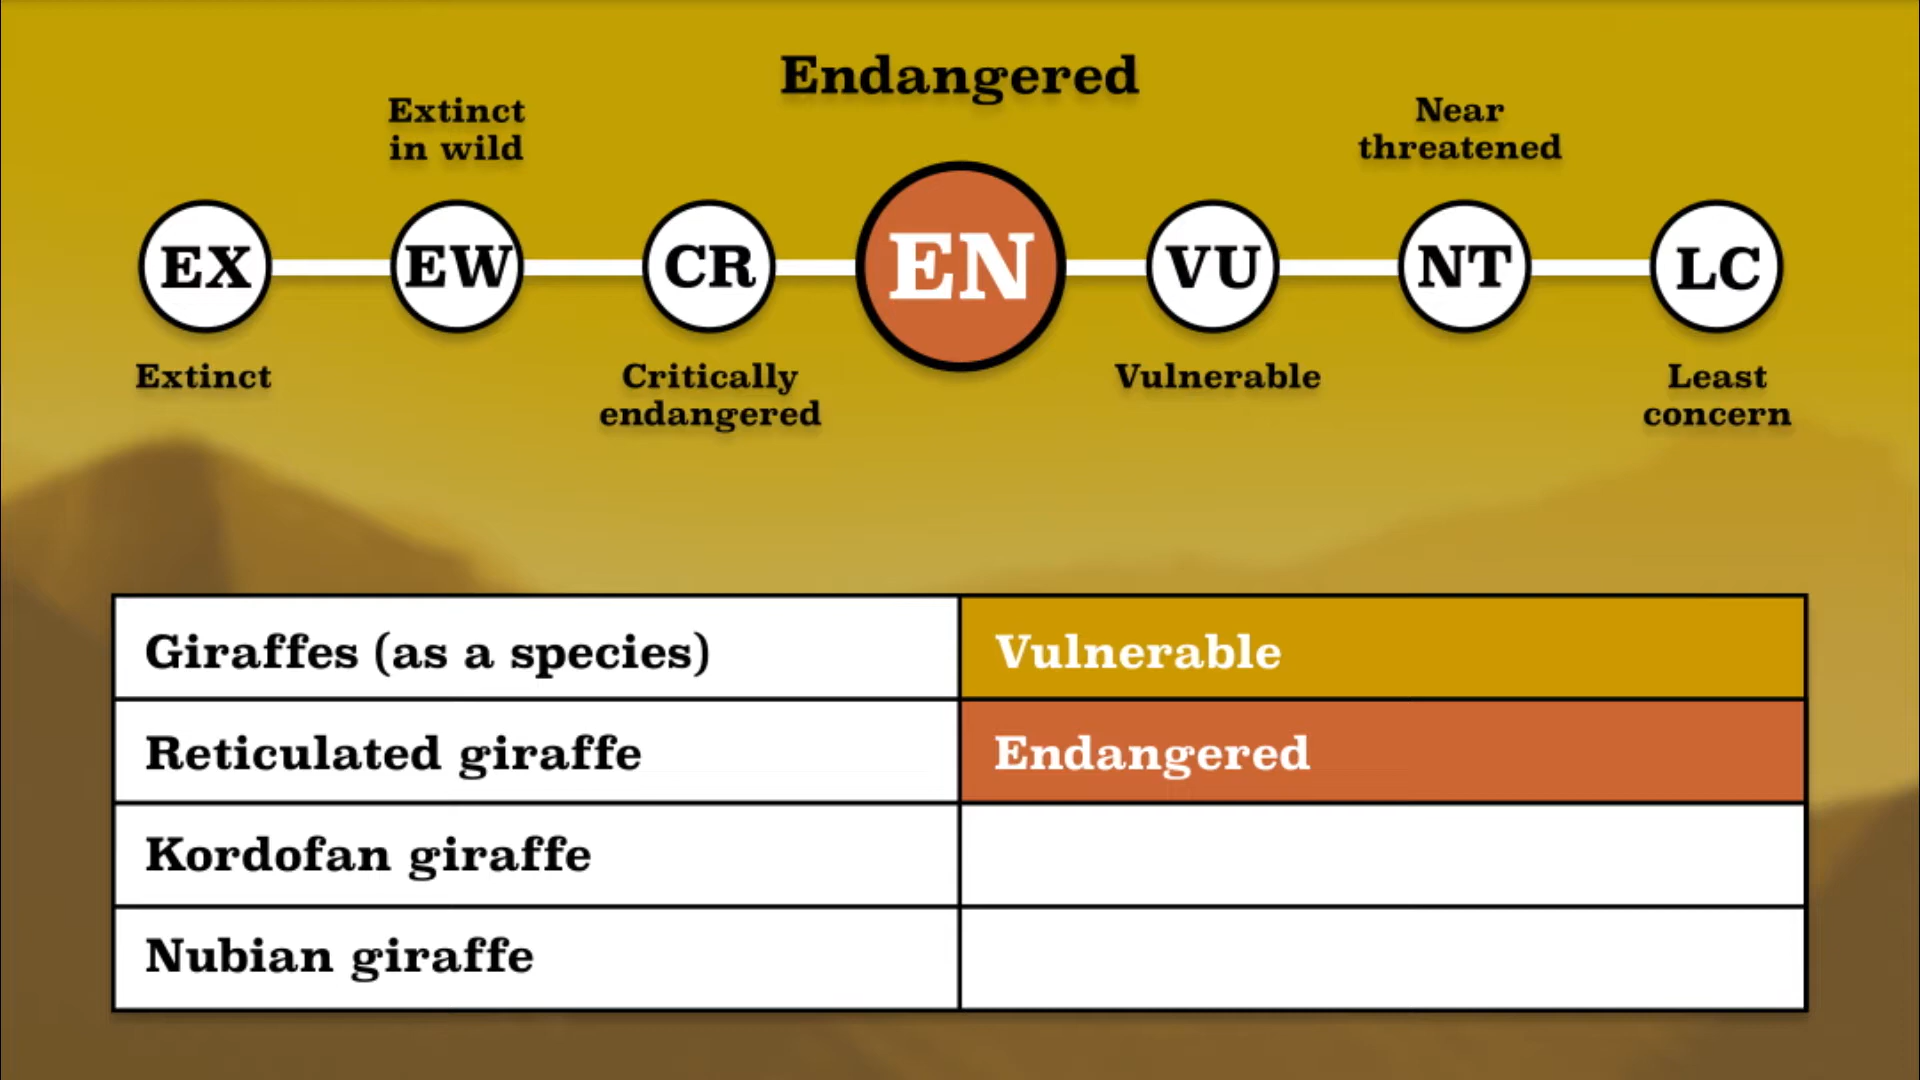 Endangered
Extinct
in wild
Near
threatened
EX
EW
CR
EN
VU
NT
LC
Extinct
Critically
endangered
Vulnerable
Least
concern
Giraffes (as a species)
Vulnerable
Reticulated giraffe
Endangered
Kordofan giraffe
Nubian giraffe